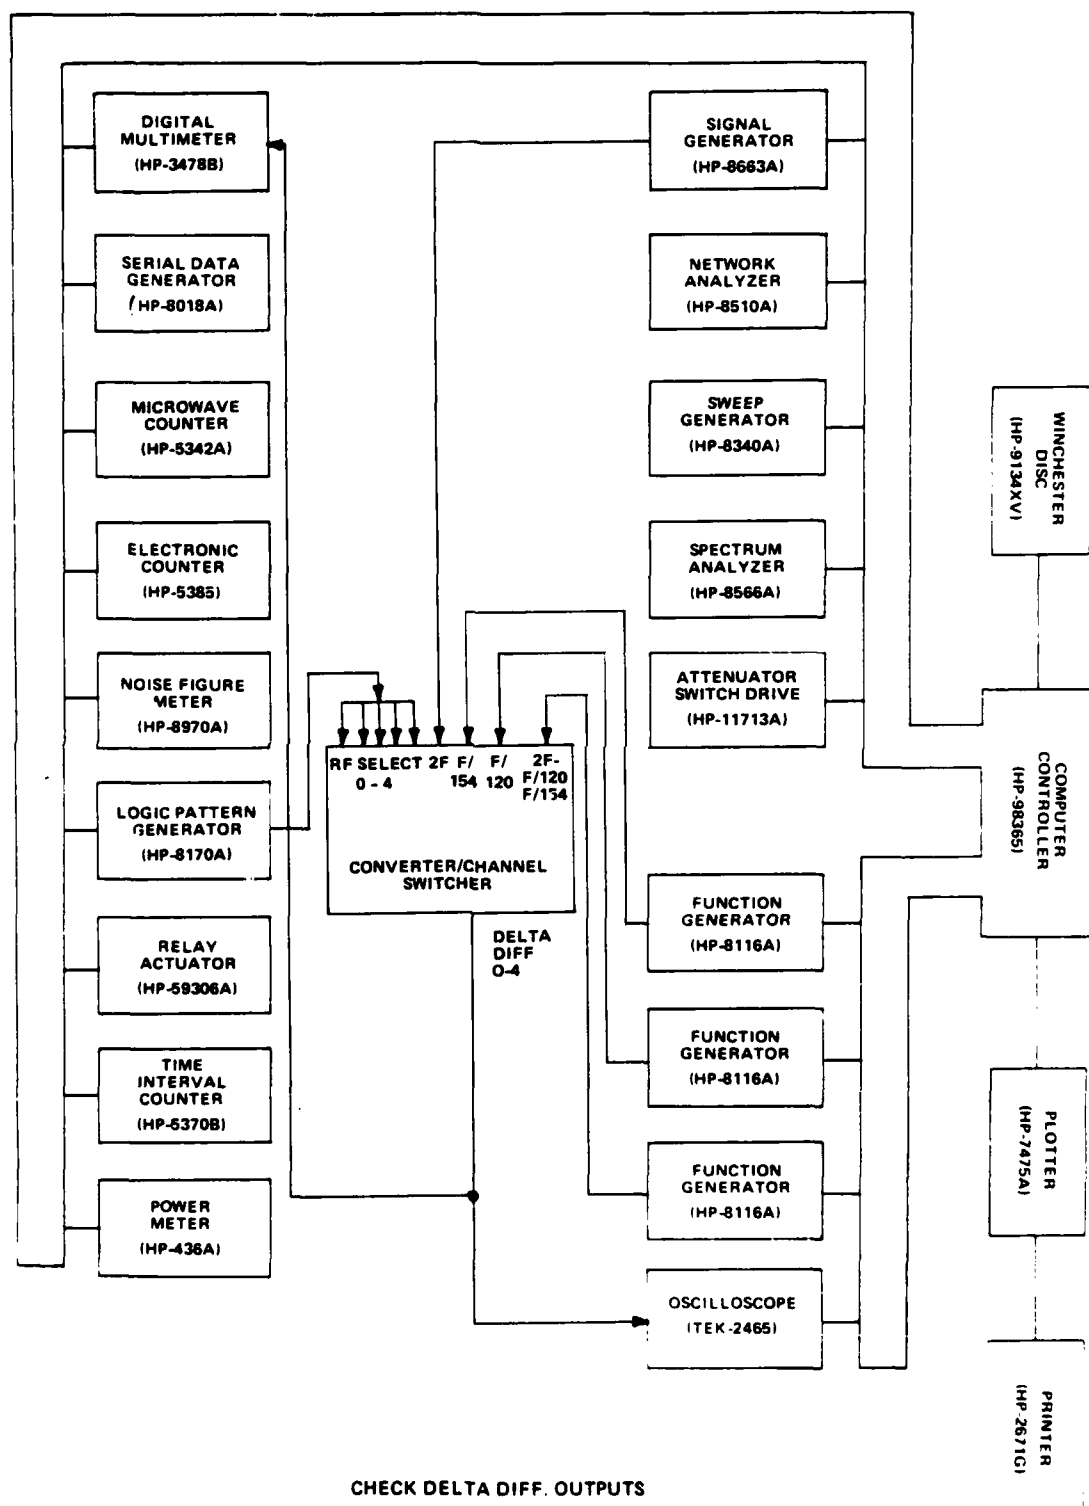 DIGITAL
MULTIMETER
(HP-3478B)
SERIAL DATA
GENERATOR
(HP-8018A)
MICROWAVE
COUNTER
(HP-5342A)
ELECTRONIC
COUNTER
(HP-5385)
NOISE FIGURE
METER
(HP-8970A)
LOGIC PATTERN
GENERATOR
(HP-8170A)
RELAY
ACTUATOR
(HP-59306A)
TIME
INTERVAL
COUNTER
(HP-5370B)
POWER
METER
(HP-436A)
RF SELECT 2F F/ F/ 2F-
0 - 4 154 120 F/120
F/154
CONVERTER/CHANNEL
SWITCHER
DELTA
DIFF
0-4
SIGNAL
GENERATOR
(HP-8663A)
NETWORK
ANALYZER
(HP-8510A)
SWEEP
GENERATOR
(HP-8340A)
SPECTRUM
ANALYZER
(HP-8566A)
ATTENUATOR
SWITCH DRIVE
(HP-11713A)
FUNCTION
GENERATOR
(HP-8116A)
FUNCTION
GENERATOR
(HP-8116A)
FUNCTION
GENERATOR
(HP-8116A)
OSCILLOSCOPE
(TEK-2465)
WINCHESTER
DISC
(HP-9134XV)
COMPUTER
CONTROLLER
(HP-98365)
PLOTTER
(HP-7475A)
PRINTER
(HP-2671G)
CHECK DELTA DIFF. OUTPUTS